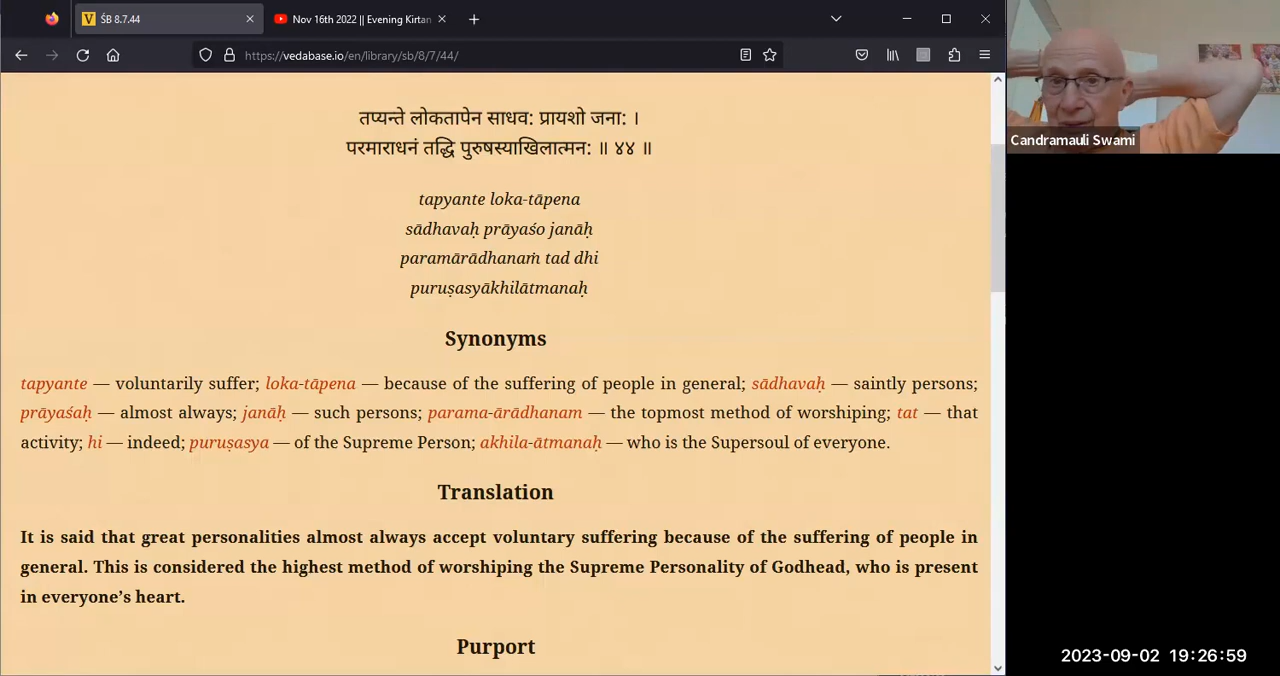 ŚB 8.7.44
Nov 16th 2022 || Evening Kirtan
https://vedabase.io/en/library/sb/8/7/44/
Candramauli Swami
तप्यन्ते लोकतापेन साधव: प्रायशो जना: ।
परमाराधनं तद्धि पुरुषस्याखिलात्मन: ॥ ४४ ॥
tapyante loka-tāpena
sādhavaḥ prāyaśo janāḥ
paramārādhanaṁ tad dhi
puruṣasyākhilātmanaḥ
Synonyms
tapyante — voluntarily suffer; loka-tāpena — because of the suffering of people in general; sādhavaḥ — saintly persons;
prāyaśaḥ — almost always; janāḥ — such persons; parama-ārādhanam — the topmost method of worshiping; tat — that
activity; hi — indeed; puruṣasya — of the Supreme Person; akhila-ātmanaḥ — who is the Supersoul of everyone.
Translation
It is said that great personalities almost always accept voluntary suffering because of the suffering of people in
general. This is considered the highest method of worshiping the Supreme Personality of Godhead, who is present
in everyone’s heart.
Purport
2023-09-02 19:26:59